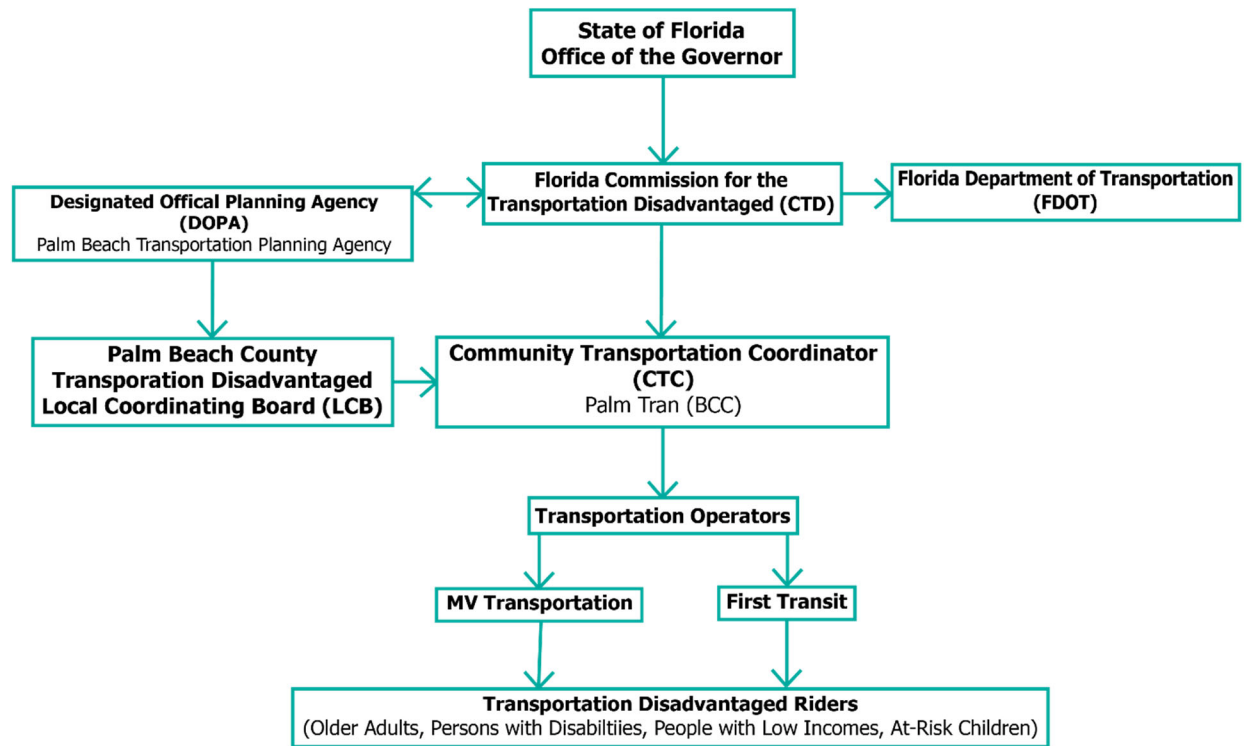 State of Florida
Office of the Governor
Florida Commission for the
Transportation Disadvantaged (CTD)
Florida Department of Transportation
(FDOT)
Designated Offical Planning Agency
(DOPA)
Palm Beach Transportation Planning Agency
Palm Beach County
Transporation Disadvantaged
Local Coordinating Board (LCB)
Community Transportation Coordinator
(CTC)
Palm Tran (BCC)
Transportation Operators
MV Transportation
First Transit
Transportation Disadvantaged Riders
(Older Adults, Persons with Disabiltiies, People with Low Incomes, At-Risk Children)